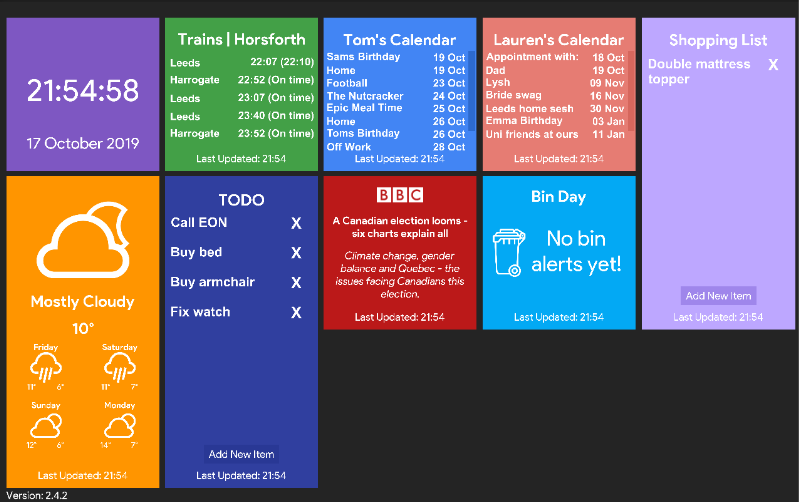 21:54:58
17 October 2019
Trains | Horsforth
Leeds 22:07 (22:10)
Harrogate 22:52 (On time)
Leeds 23:07 (On time)
Leeds 23:40 (On time)
Harrogate 23:52 (On time)
Last Updated: 21:54
Tom's Calendar
Sams Birthday 19 Oct
Home 19 Oct
Football 23 Oct
The Nutcracker 24 Oct
Epic Meal Time 25 Oct
Home 26 Oct
Toms Birthday 26 Oct
Off Work 28 Oct
Last Updated: 21:54
Lauren's Calendar
Appointment with: 18 Oct
Dad 19 Oct
Lysh 09 Nov
Bride swag 16 Nov
Leeds home sesh 30 Nov
Emma Birthday 03 Jan
Uni friends at ours 11 Jan
Last Updated: 21:54
Shopping List
Double mattress X
topper
Add New Item
Last Updated: 21:54
Mostly Cloudy
10°
Friday Saturday
11° 6° 11° 7°
Sunday Monday
12° 6° 14° 7°
Last Updated: 21:54
TODO
Call EON X
Buy bed X
Buy armchair X
Fix watch X
Add New Item
Last Updated: 21:54
BBC
A Canadian election looms -
six charts explain all
Climate change, gender
balance and Quebec - the
issues facing Canadians this
election.
Last Updated: 21:54
Bin Day
No bin
alerts yet!
Last Updated: 21:54
Version: 2.4.2